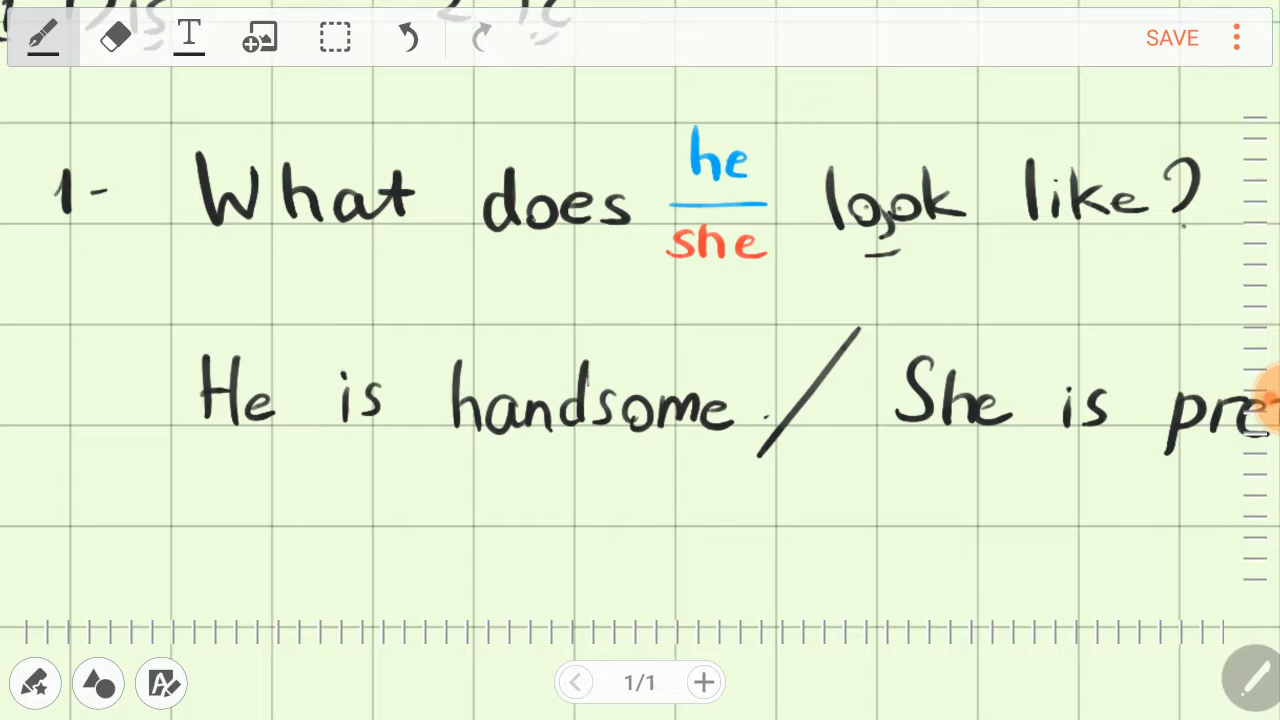 T SAVE
1- What does he/she look like?
He is handsome. / She is pre
1/1